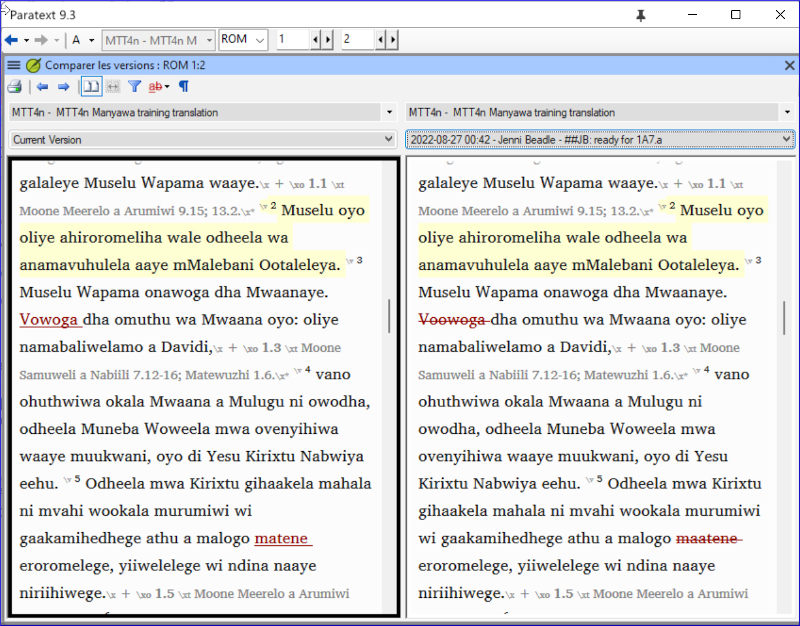 Paratext 9.3
A MTT4n - MTT4n M ROM 1 2
Comparer les versions : ROM 1:2
ab
MTT4n - MTT4n Manyawa training translation
Current Version
galaleye Muselu Wapama waaye.\x + \xo 1.1 \xt
Moone Meerelo a Arumiwi 9.15; 13.2.\x* \v 2 Muselu oyo
oliye ahiroromeliha wale odheela wa
anamavuhulela aaye mMalebani Ootaleleya. \v 3
Muselu Wapama onawoga dha Mwaanaye.
Vowoga dha omuthu wa Mwaana oyo: oliye
namabaliwelamo a Davidi,\x + \xo 1.3 \xt Moone
Samuweli a Nabiili 7.12-16; Matewuzhi 1.6.\x* \v 4 vano
ohuthwiwa okala Mwaana a Mulugu ni owodha,
odheela Muneba Woweela mwa ovenyihiwa
waaye muukwani, oyo di Yesu Kirixtu Nabwiya
eehu. \v 5 Odheela mwa Kirixtu gihaakela mahala
ni mvahi wookala murumiwi wi
gaakamihedhege athu a malogo matene
eroromelege, yiiwelelege wi ndina naaye
niriihiwege.\x + \xo 1.5 \xt Moone Meerelo a Arumiwi
MTT4n - MTT4n Manyawa training translation
2022-08-27 00:42 - Jenni Beadle - ##JB: ready for 1A7.a
galaleye Muselu Wapama waaye.\x + \xo 1.1 \xt
Moone Meerelo a Arumiwi 9.15; 13.2.\x* \v 2 Muselu oyo
oliye ahiroromeliha wale odheela wa
anamavuhulela aaye mMalebani Ootaleleya. \v 3
Muselu Wapama onawoga dha Mwaanaye.
Voowoga dha omuthu wa Mwaana oyo: oliye
namabaliwelamo a Davidi,\x + \xo 1.3 \xt Moone
Samuweli a Nabiili 7.12-16; Matewuzhi 1.6.\x* \v 4 vano
ohuthwiwa okala Mwaana a Mulugu ni
owodha, odheela Muneba Woweela mwa
ovenyihiwa waaye muukwani, oyo di Yesu
Kirixtu Nabwiya eehu. \v 5 Odheela mwa Kirixtu
gihaakela mahala ni mvahi wookala murumiwi
wi gaakamihedhege athu a malogo maatene
eroromelege, yiiwelelege wi ndina naaye
niriihiwege.\x + \xo 1.5 \xt Moone Meerelo a Arumiwi